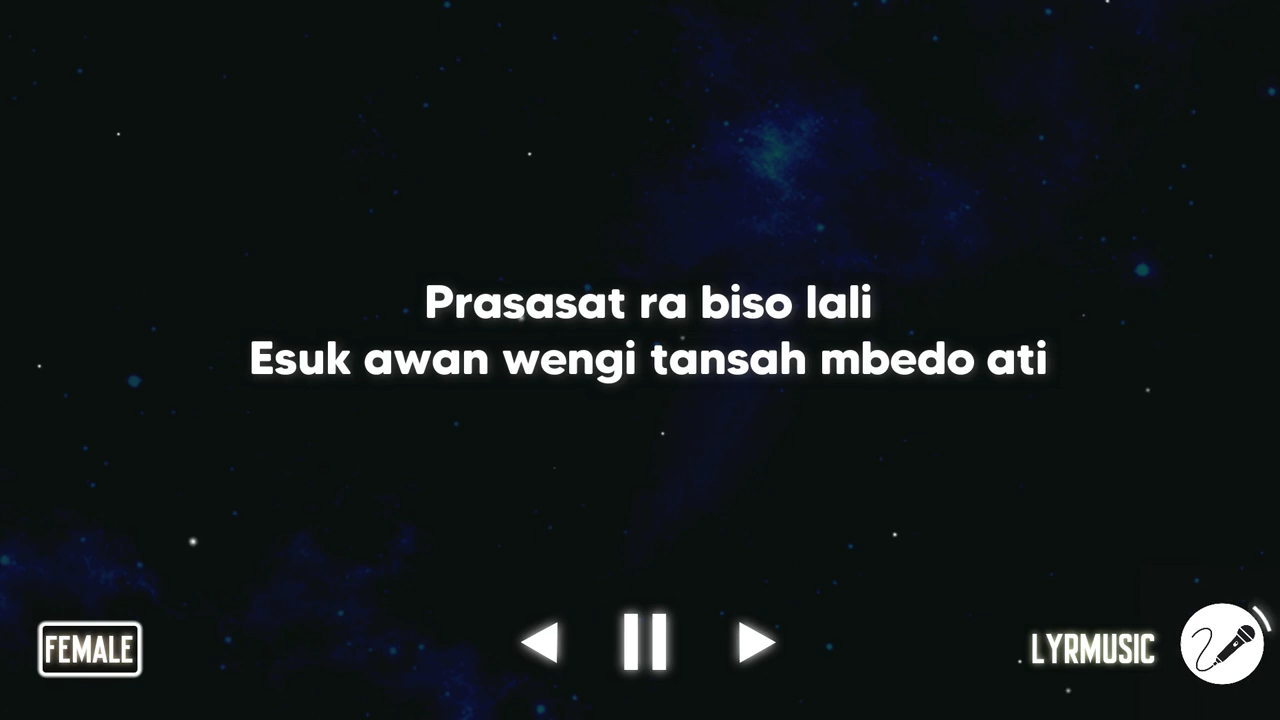 Prasasat ra biso lali
Esuk awan wengi tansah mbedo ati
FEMALE
LYRMUSIC